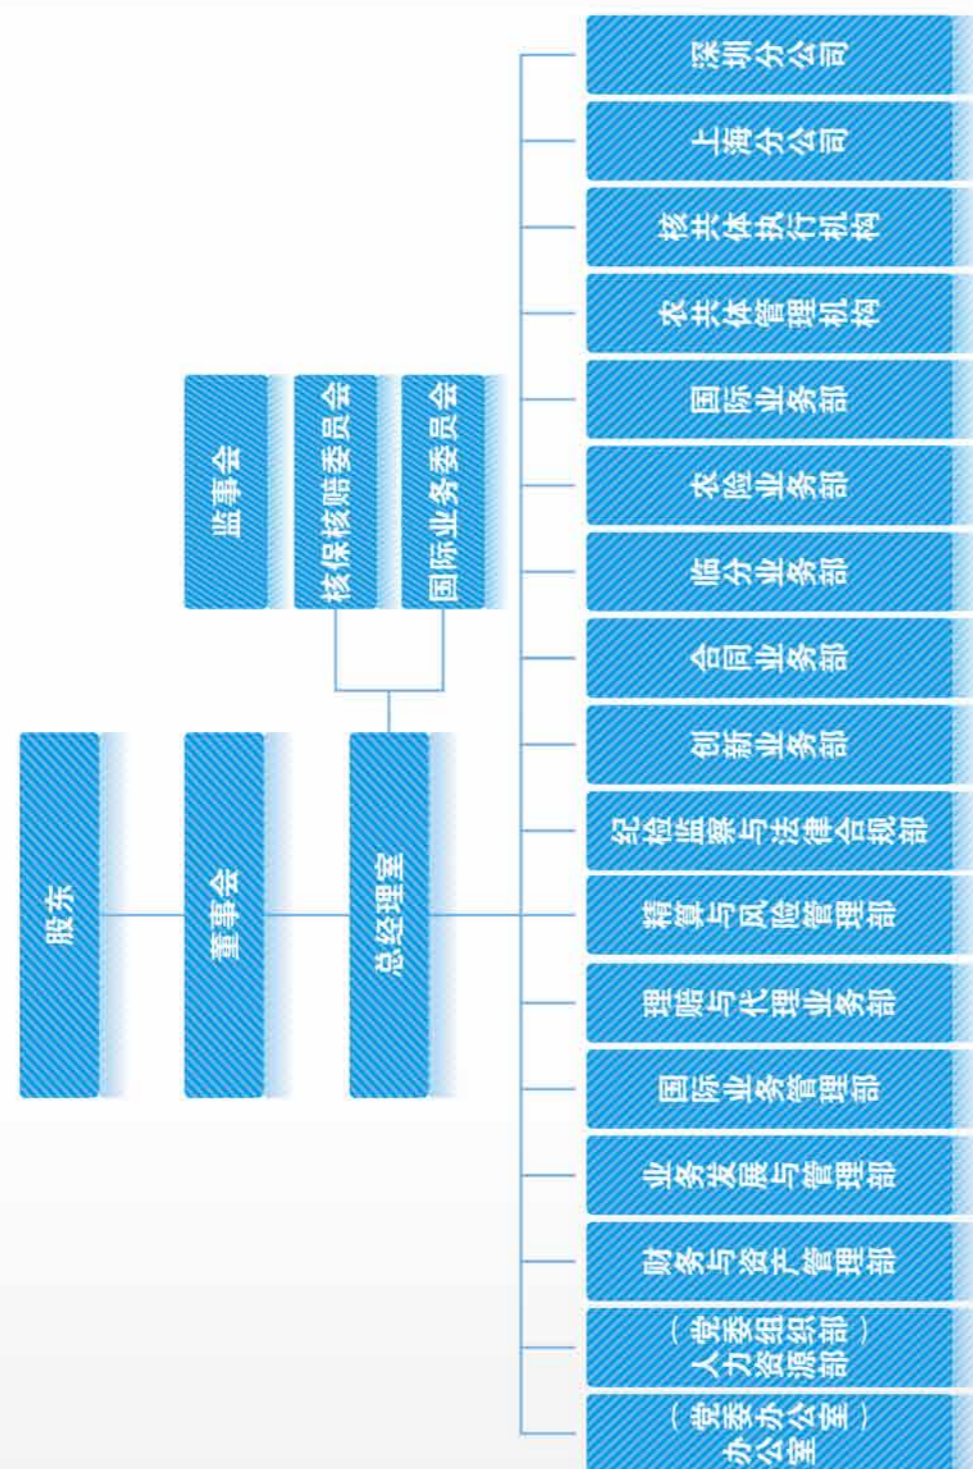 股东
董事会
监事会
总经理室
核保核赔委员会
国际业务委员会
办公室
（党委办公室）
人力资源部
（党委组织部）
财务与资产管理部
业务发展与管理部
国际业务管理部
理赔与代理业务部
精算与风险管理部
纪检监察与法律合规部
创新业务部
合同业务部
临分业务部
农险业务部
国际业务部
农共体管理机构
核共体执行机构
上海分公司
深圳分公司